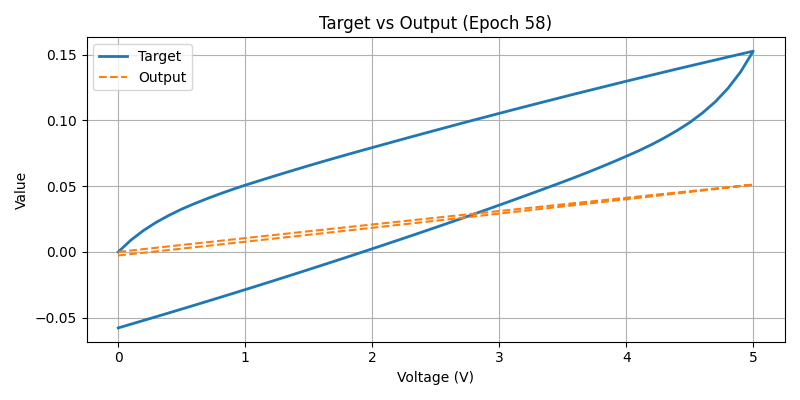 Target vs Output (Epoch 58)
Target
Output
0.15
0.10
0.05
0.00
−0.05
Value
0
1
2
3
4
5
Voltage (V)